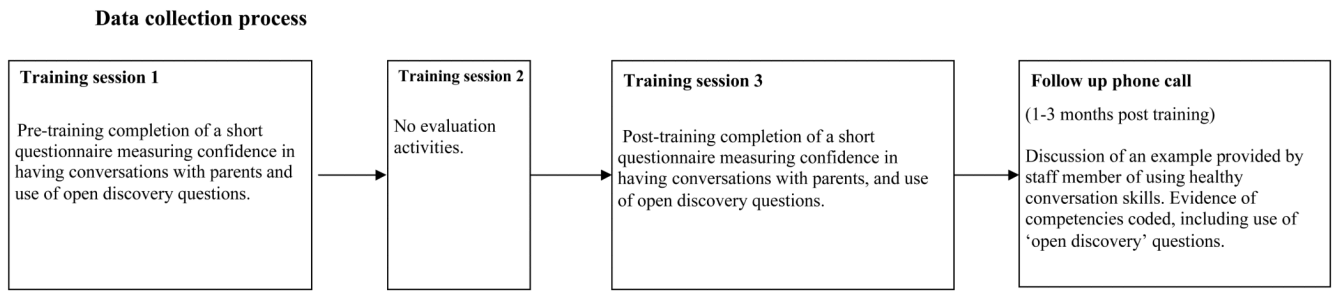 Data collection process
Training session 1
Pre-training completion of a short
questionnaire measuring confidence in
having conversations with parents and
use of open discovery questions.
Training session 2
No evaluation
activities.
Training session 3
Post-training completion of a short
questionnaire measuring confidence in
having conversations with parents, and use
of open discovery questions.
Follow up phone call
(1-3 months post training)
Discussion of an example provided by
staff member of using healthy
conversation skills. Evidence of
competencies coded, including use of
‘open discovery’ questions.